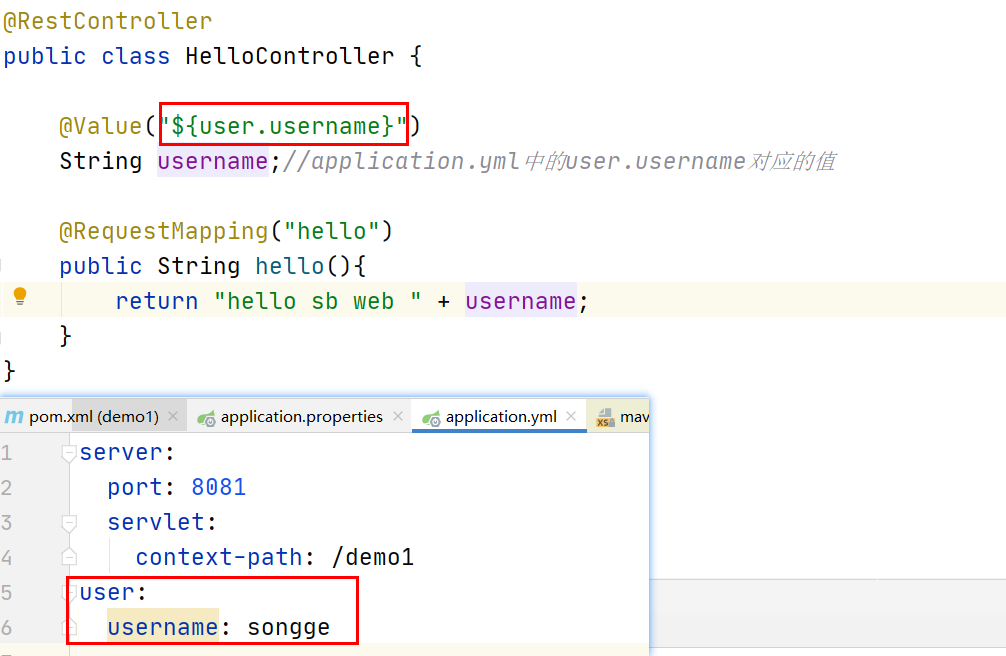 @RestController
public class HelloController {
@Value("${user.username}")
String username;//application.yml中的user.username对应的值
@RequestMapping("hello")
public String hello(){
return "hello sb web " + username;
}
}
pom.xml (demo1) application.properties application.yml mav
1 server:
2 port: 8081
3 servlet:
4 context-path: /demo1
5 user:
6 username: songge